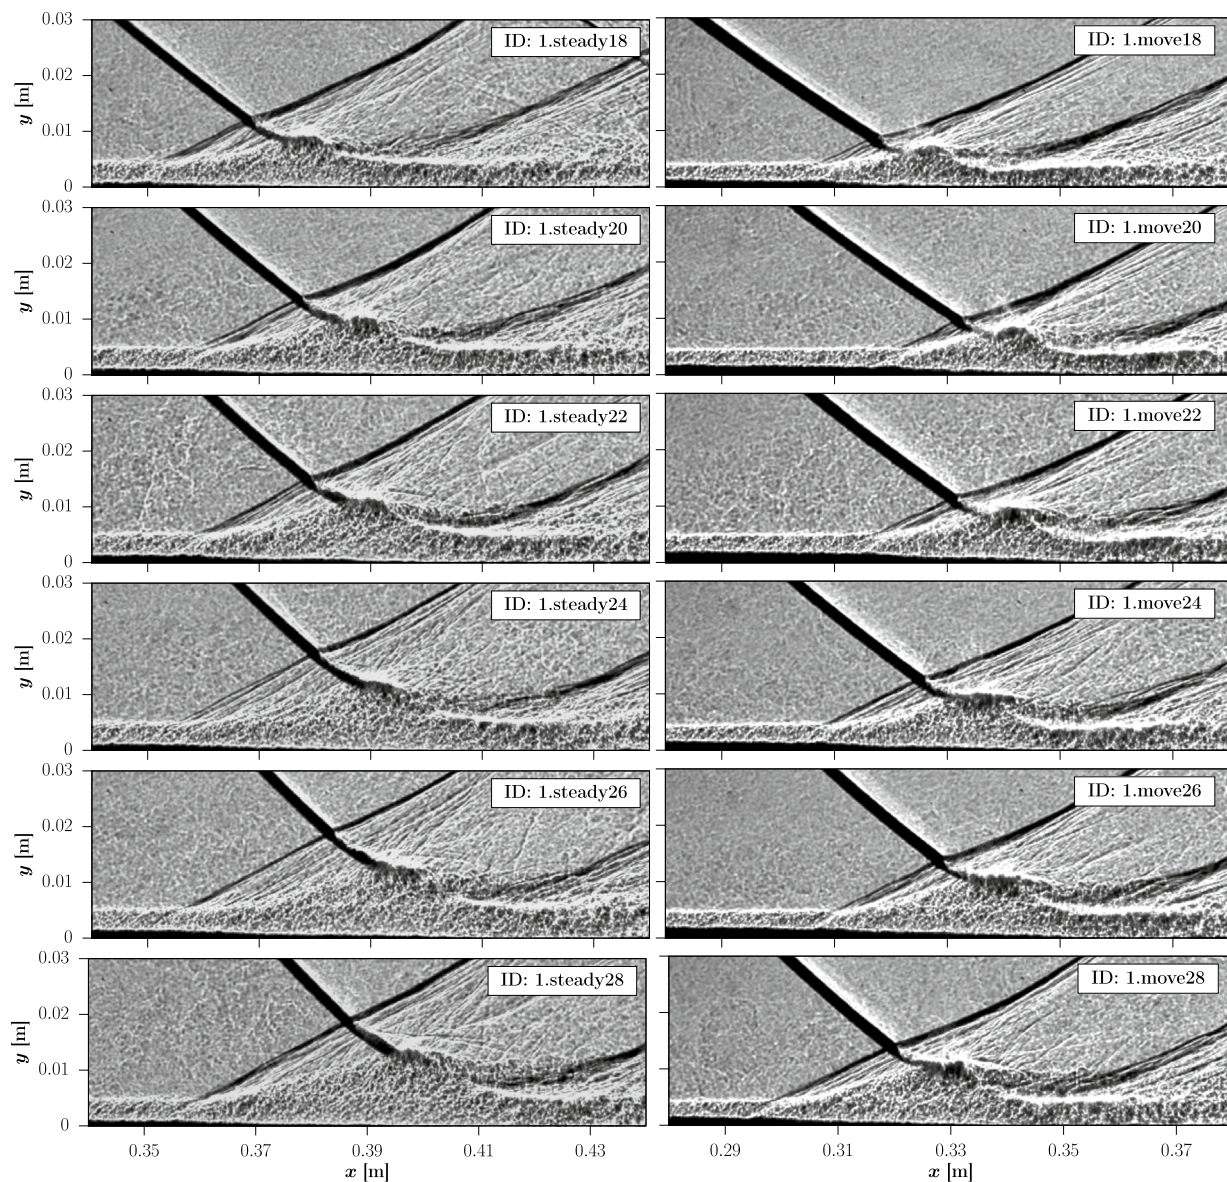 0.03
ID: 1.steady18
ID: 1.move18
0.02
y [m]
0.01
0
0.03
ID: 1.steady20
ID: 1.move20
0.02
y [m]
0.01
0
0.03
ID: 1.steady22
ID: 1.move22
0.02
y [m]
0.01
0
0.03
ID: 1.steady24
ID: 1.move24
0.02
y [m]
0.01
0
0.03
ID: 1.steady26
ID: 1.move26
0.02
y [m]
0.01
0
0.03
ID: 1.steady28
ID: 1.move28
0.02
y [m]
0.01
0
0.35 0.37 0.39 0.41 0.43
0.29 0.31 0.33 0.35 0.37
x [m]
x [m]